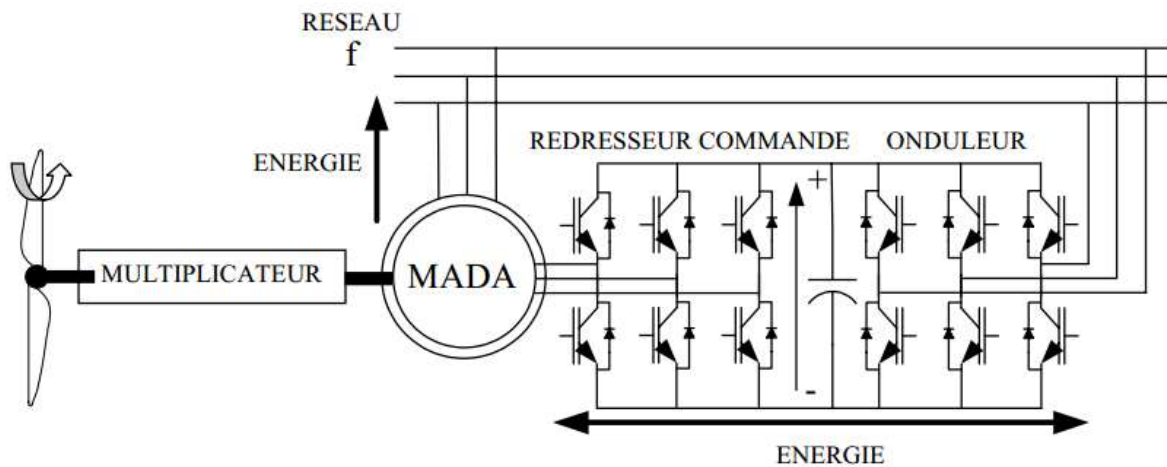 RESEAU
f
ENERGIE
REDRESSEUR COMMANDE
ONDULEUR
+
MULTIPLICATEUR
MADA
-
ENERGIE